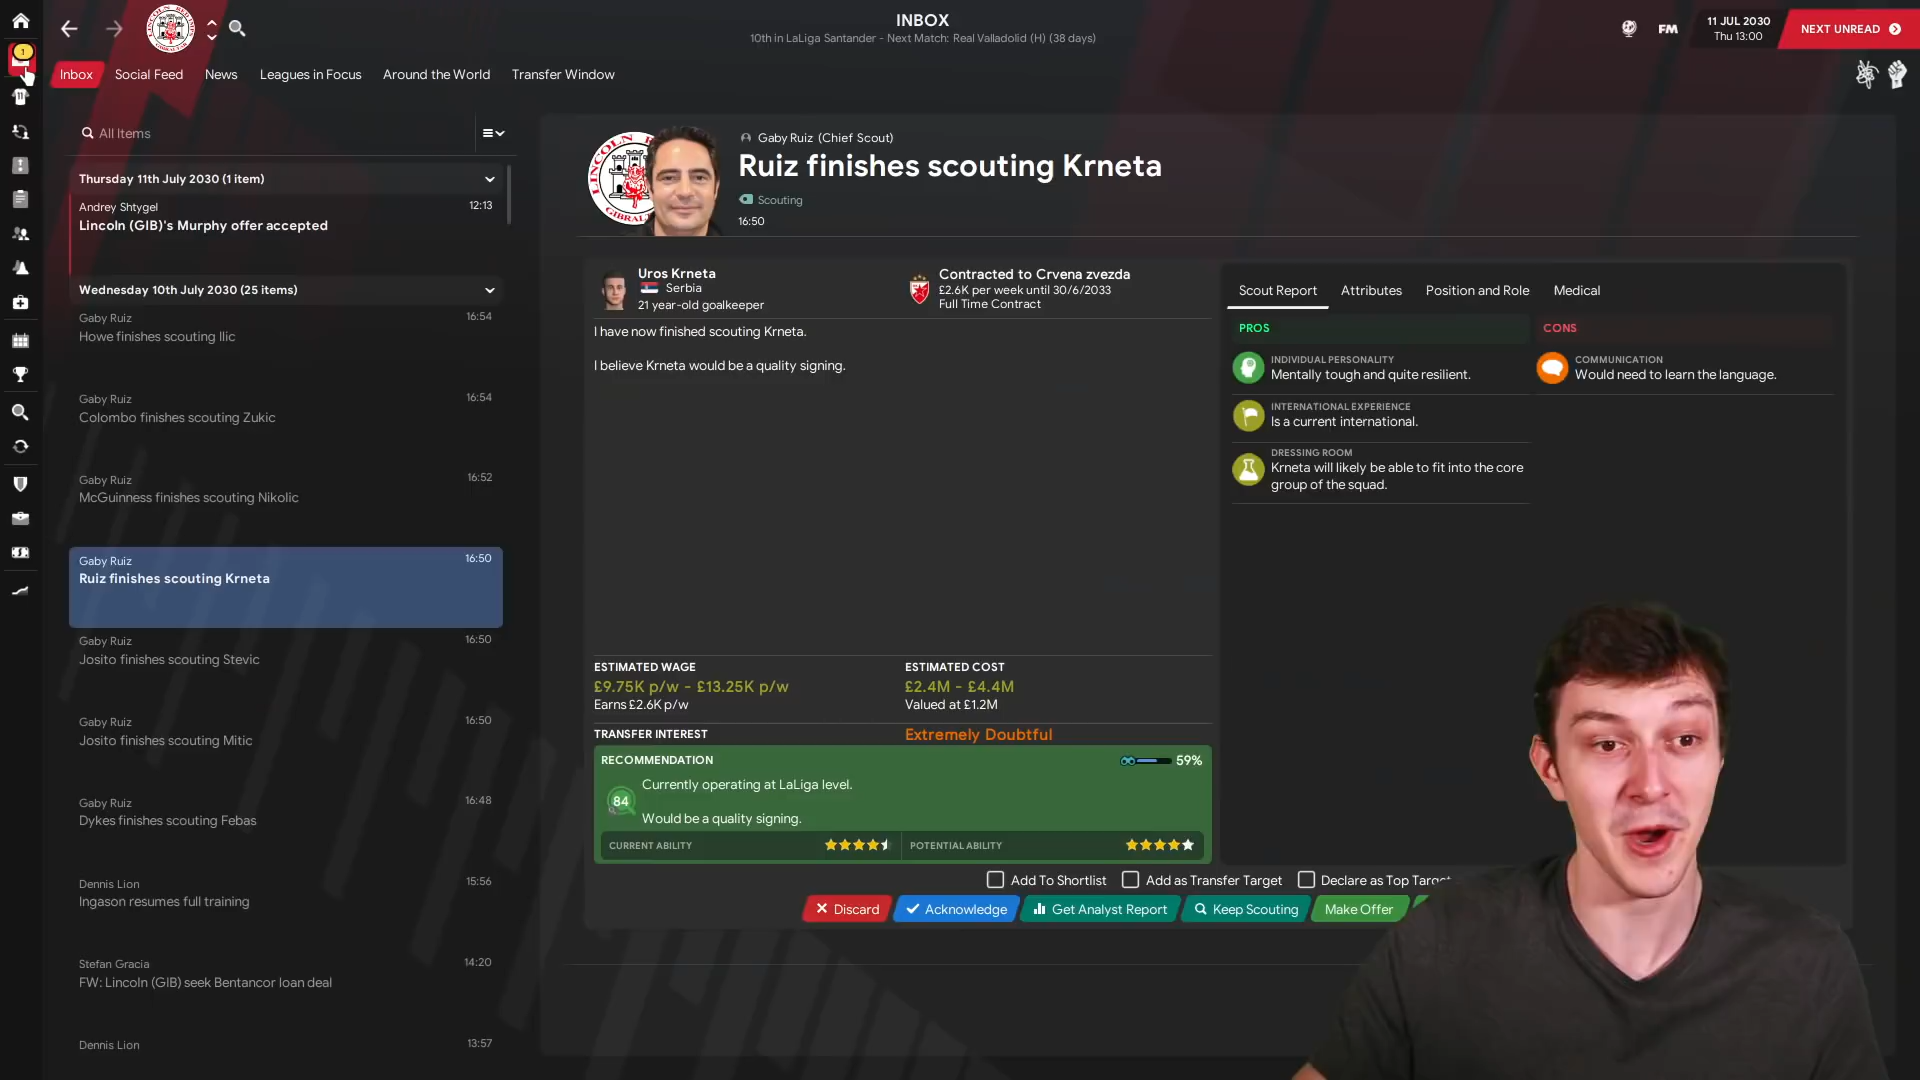 INBOX
10th in LaLiga Santander - Next Match: Real Valladolid (H) (38 days)
FM
11 JUL 2030
Thu 13:00
NEXT UNREAD
1
11
Inbox
Social Feed
News
Leagues in Focus
Around the World
Transfer Window
All Items
Thursday 11th July 2030 (1 item)
Andrey Shtygel
12:13
Lincoln (GIB)'s Murphy offer accepted
Wednesday 10th July 2030 (25 items)
Gaby Ruiz
16:54
Howe finishes scouting Ilic
Gaby Ruiz
16:54
Colombo finishes scouting Zukic
Gaby Ruiz
16:52
McGuinness finishes scouting Nikolic
Gaby Ruiz
16:50
Ruiz finishes scouting Krneta
Gaby Ruiz
16:50
Josito finishes scouting Stevic
Gaby Ruiz
16:50
Josito finishes scouting Mitic
Gaby Ruiz
16:48
Dykes finishes scouting Febas
Dennis Lion
15:56
Ingason resumes full training
Stefan Gracia
14:20
FW: Lincoln (GIB) seek Bentancor loan deal
Dennis Lion
13:57
Gaby Ruiz (Chief Scout)
Ruiz finishes scouting Krneta
Scouting
16:50
Uros Krneta
Serbia
21 year-old goalkeeper
Contracted to Crvena zvezda
£2.6K per week until 30/6/2033
Full Time Contract
I have now finished scouting Krneta.
I believe Krneta would be a quality signing.
ESTIMATED WAGE
£9.75K p/w - £13.25K p/w
Earns £2.6K p/w
ESTIMATED COST
£2.4M - £4.4M
Valued at £1.2M
TRANSFER INTEREST
Extremely Doubtful
RECOMMENDATION
59%
84
Currently operating at LaLiga level.
Would be a quality signing.
CURRENT ABILITY
POTENTIAL ABILITY
Scout Report
Attributes
Position and Role
Medical
PROS
INDIVIDUAL PERSONALITY
Mentally tough and quite resilient.
INTERNATIONAL EXPERIENCE
Is a current international.
DRESSING ROOM
Krneta will likely be able to fit into the core
group of the squad.
CONS
COMMUNICATION
Would need to learn the language.
Add To Shortlist
Add as Transfer Target
Declare as Top Target
Discard
Acknowledge
Get Analyst Report
Keep Scouting
Make Offer